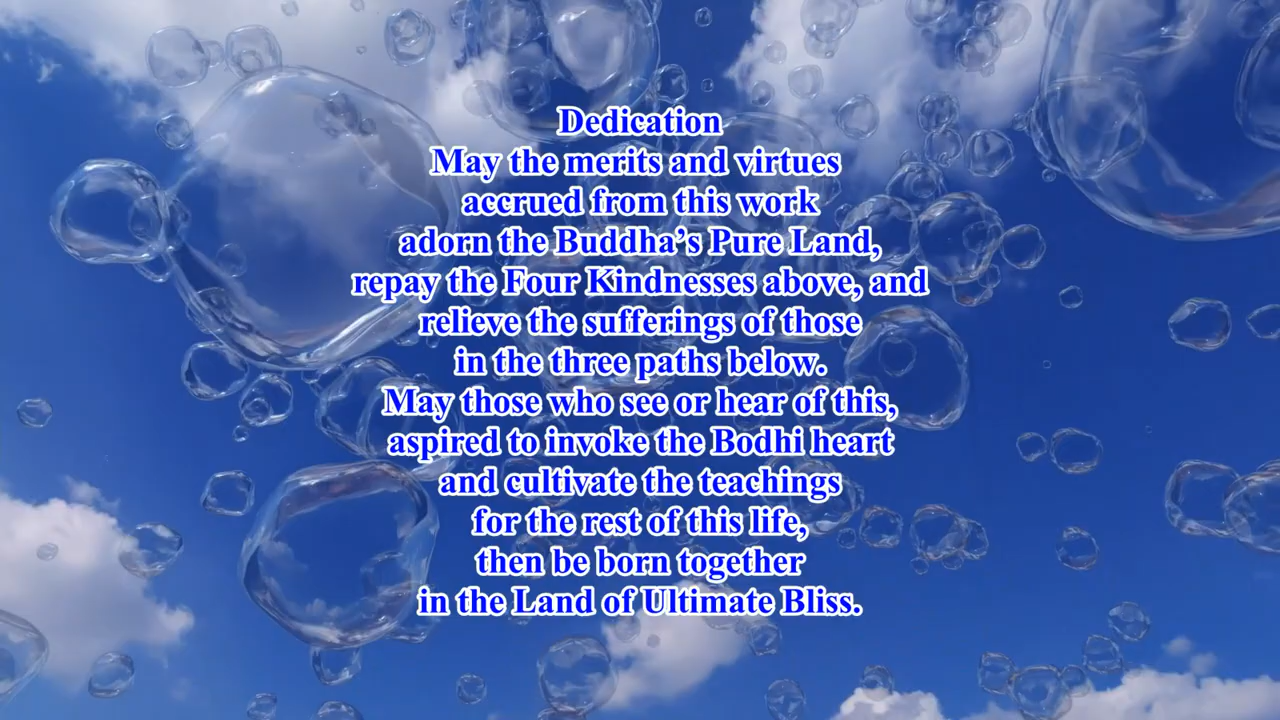 Dedication
May the merits and virtues
accrued from this work
adorn the Buddha’s Pure Land,
repay the Four Kindnesses above, and
relieve the sufferings of those
in the three paths below.
May those who see or hear of this,
aspired to invoke the Bodhi heart
and cultivate the teachings
for the rest of this life,
then be born together
in the Land of Ultimate Bliss.